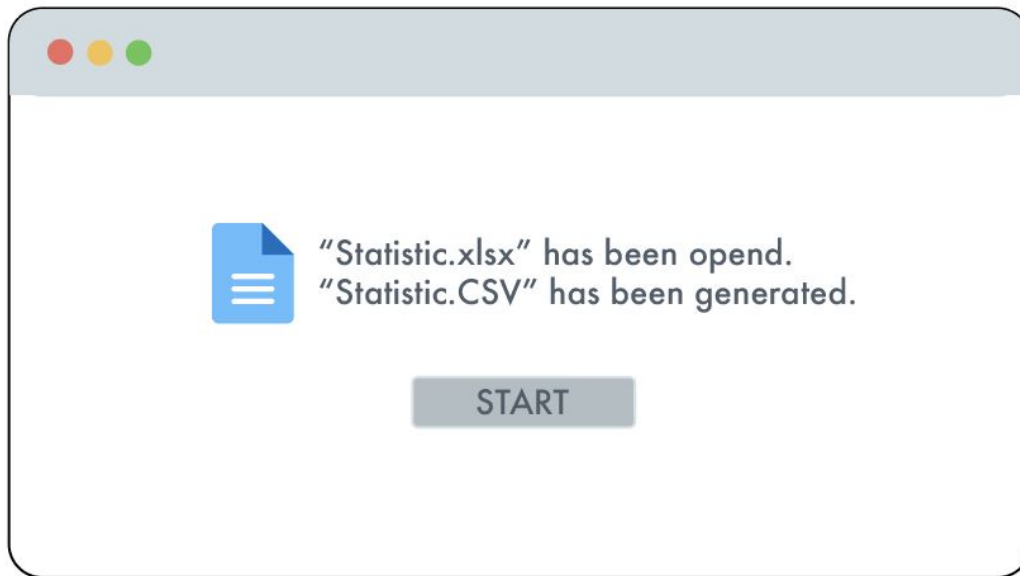 “Statistic.xlsx” has been opend.
“Statistic.CSV” has been generated.
START